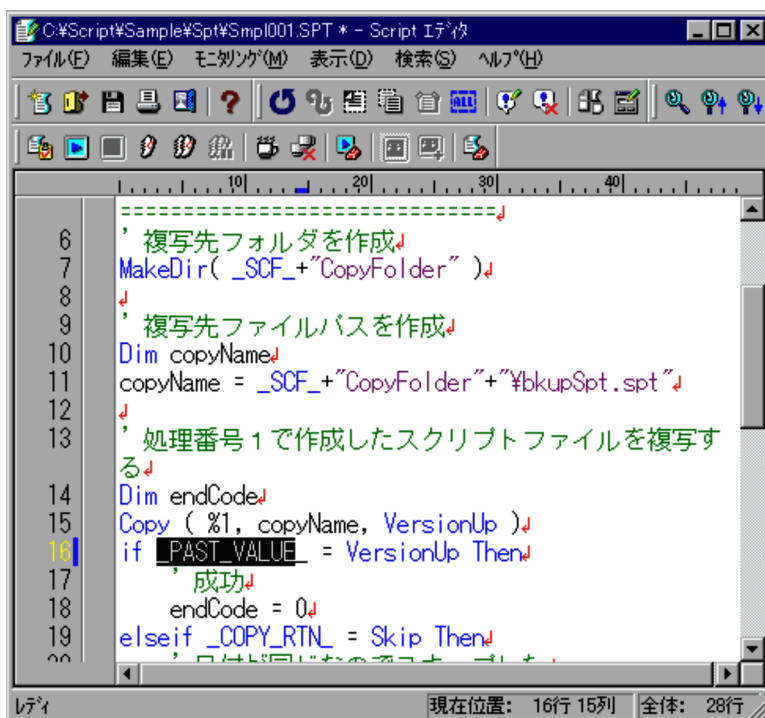 C:¥Script¥Sample¥Spt¥Smpl001.SPT * - Script ｴﾃﾞｨﾀ
ﾌｧｲﾙ(F) 編集(E) ﾓﾆﾀﾘﾝｸﾞ(M) 表示(D) 検索(S) ﾍﾙﾌﾟ(H)
ALL
10 20 30 40
==============================
6 ' 複写先フォルダを作成
7 MakeDir( _SCF_+"CopyFolder" )
8
9 ' 複写先ファイルパスを作成
10 Dim copyName
11 copyName = _SCF_+"CopyFolder"+"¥bkupSpt.spt"
12
13 ' 処理番号１で作成したスクリプトファイルを複写す
る
14 Dim endCode
15 Copy ( %1, copyName, VersionUp )
16 if _PAST_VALUE_ = VersionUp Then
17 ' 成功
18 endCode = 0
19 elseif _COPY_RTN_ = Skip Then
ﾚﾃﾞｨ 現在位置: 16行 15列 全体: 28行